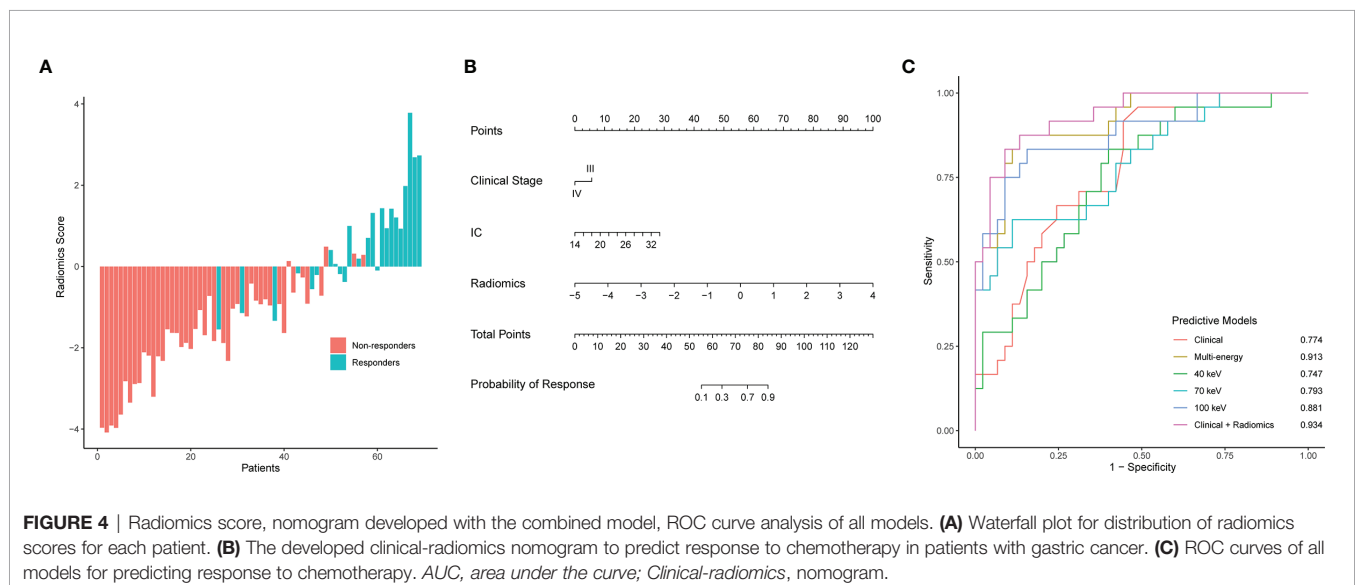 A
Radiomics Score
4
2
0
−2
−4
0
20
40
60
Patients
Non-responders
Responders
B
Points
0 10 20 30 40 50 60 70 80 90 100
Clinical Stage
III
IV
IC
14 17 20 23 26 29 32
Radiomics
−5 −4 −3 −2 −1 0 1 2 3 4
Total Points
0 10 20 30 40 50 60 70 80 90 100 110 120
Probability of Response
0.1 0.3 0.7 0.9
C
Sensitivity
1.00
0.75
0.50
0.25
0.00
0.00 0.25 0.50 0.75 1.00
1 − Specificity
Predictive Models
Clinical 0.774
Multi-energy 0.913
40 keV 0.747
70 keV 0.793
100 keV 0.881
Clinical + Radiomics 0.934
FIGURE 4 | Radiomics score, nomogram developed with the combined model, ROC curve analysis of all models. (A) Waterfall plot for distribution of radiomics
scores for each patient. (B) The developed clinical-radiomics nomogram to predict response to chemotherapy in patients with gastric cancer. (C) ROC curves of all
models for predicting response to chemotherapy. AUC, area under the curve; Clinical-radiomics, nomogram.